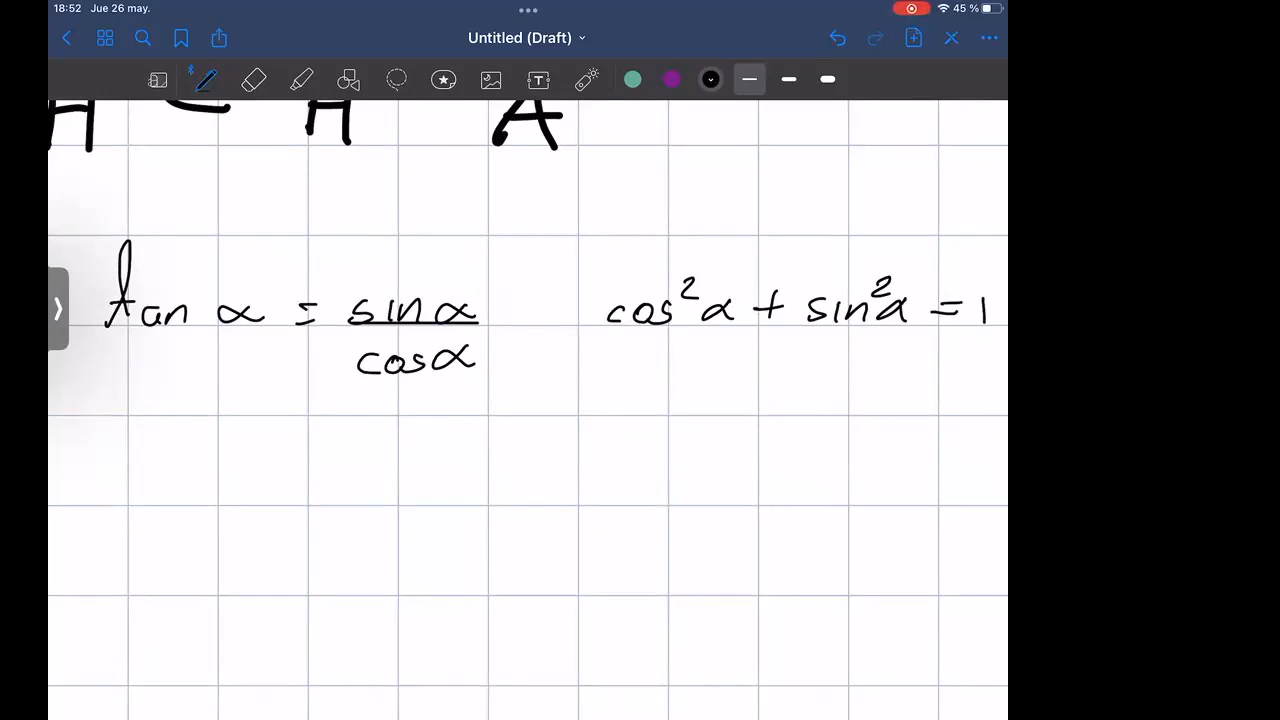 18:52 Jue 26 may. 45 %
Untitled (Draft)
T
H H A
tan α = sin α cos²α + sin²α = 1
cos α